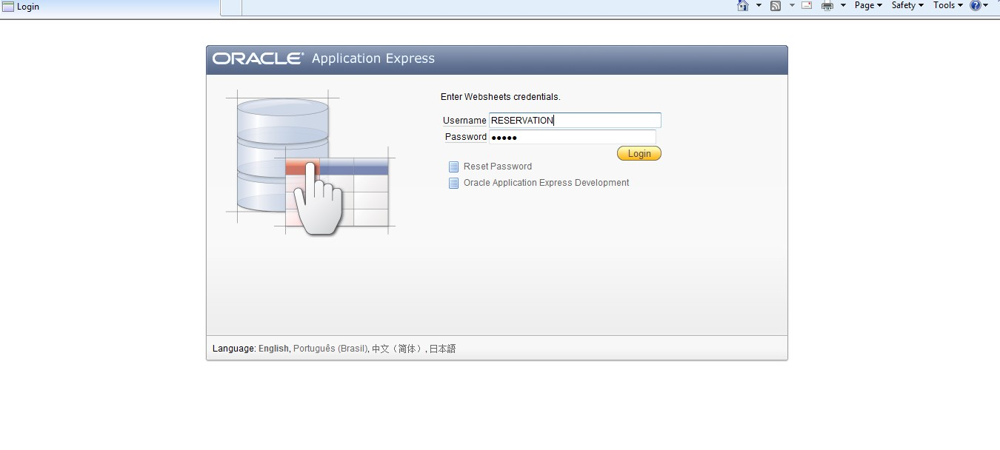 Login
Page
Safety
Tools
ORACLE® Application Express
Enter Websheets credentials.
Username RESERVATION
Password ●●●●●
Login
Reset Password
Oracle Application Express Development
Language: English, Português (Brasil), 中文（简体）, 日本語